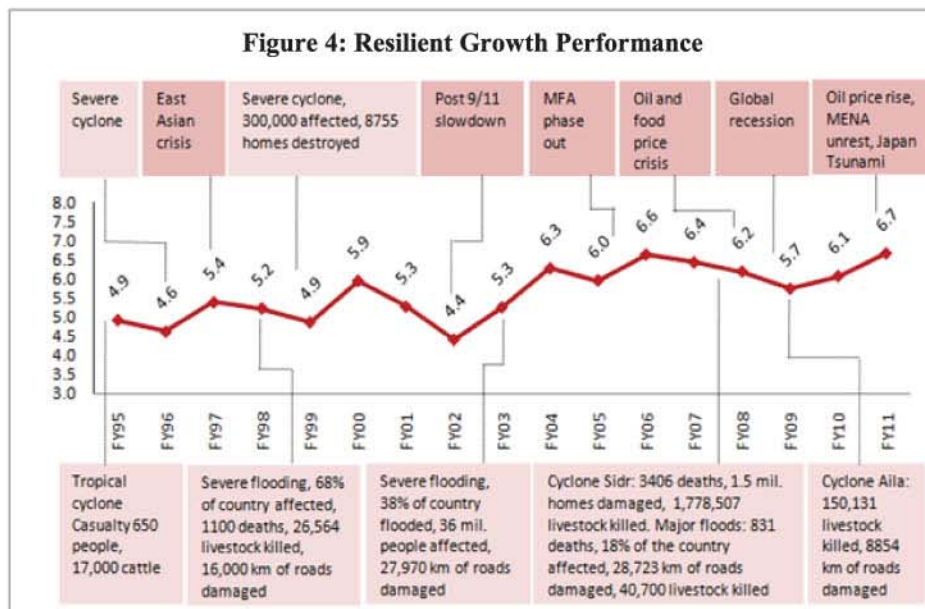 Figure 4: Resilient Growth Performance
Severe
cyclone
East
Asian
crisis
Severe cyclone,
300,000 affected, 8755
homes destroyed
Post 9/11
slowdown
MFA
phase
out
Oil and
food
price
crisis
Global
recession
Oil price rise,
MENA
unrest, Japan
Tsunami
8.0
7.5
7.0
6.5
6.0
5.5
5.0
4.5
4.0
3.5
3.0
4.9
4.6
5.4
5.2
4.9
5.9
5.3
4.4
5.3
6.3
6.0
6.6
6.4
6.2
5.7
6.1
6.7
FY95
FY96
FY97
FY98
FY99
FY00
FY01
FY02
FY03
FY04
FY05
FY06
FY07
FY08
FY09
FY10
FY11
Tropical
cyclone
Casualty 650
people,
17,000 cattle
Severe flooding, 68%
of country affected,
1100 deaths, 26,564
livestock killed,
16,000 km of roads
damaged
Severe flooding,
38% of country
flooded, 36 mil.
people affected,
27,970 km of roads
damaged
Cyclone Sidr: 3406 deaths, 1.5 mil.
homes damaged, 1,778,507
livestock killed. Major floods: 831
deaths, 18% of the country
affected, 28,723 km of roads
damaged, 40,700 livestock killed
Cyclone Aila:
150,131
livestock
killed, 8854
km of roads
damaged